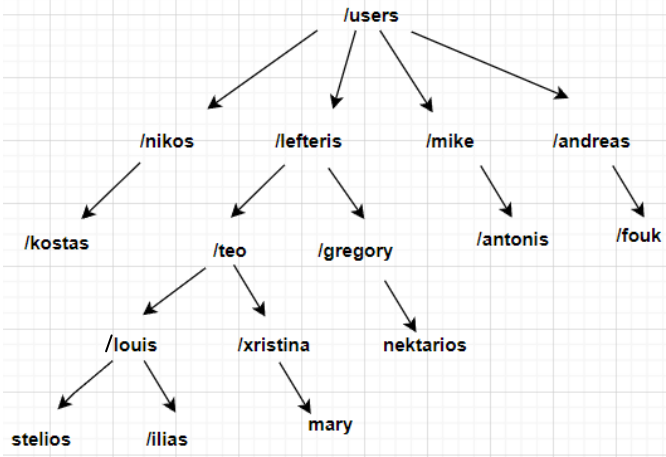 /users
/nikos
/lefteris
/mike
/andreas
/kostas
/teo
/gregory
/antonis
/fouk
/louis
/xristina
nektarios
stelios
/ilias
mary